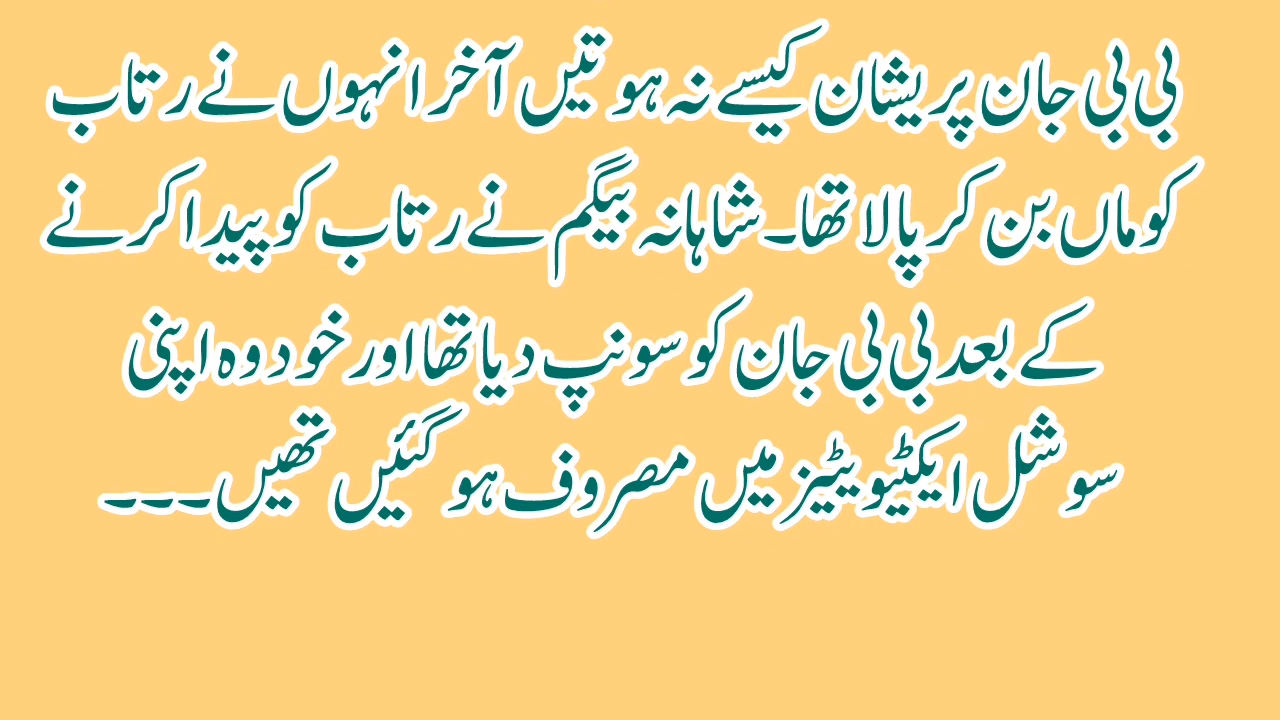 بی بی جان پریشان کیسے نہ ہوتیں آخر انہوں نے رتاب
کو ماں بن کر پالا تھا۔ شاہانہ بیگم نے رتاب کو پیدا کرنے
کے بعد بی بی جان کو سونپ دیا تھا اور خود وہ اپنی
سوشل ایکٹیویٹیز میں مصروف ہو گئیں تھیں۔۔۔